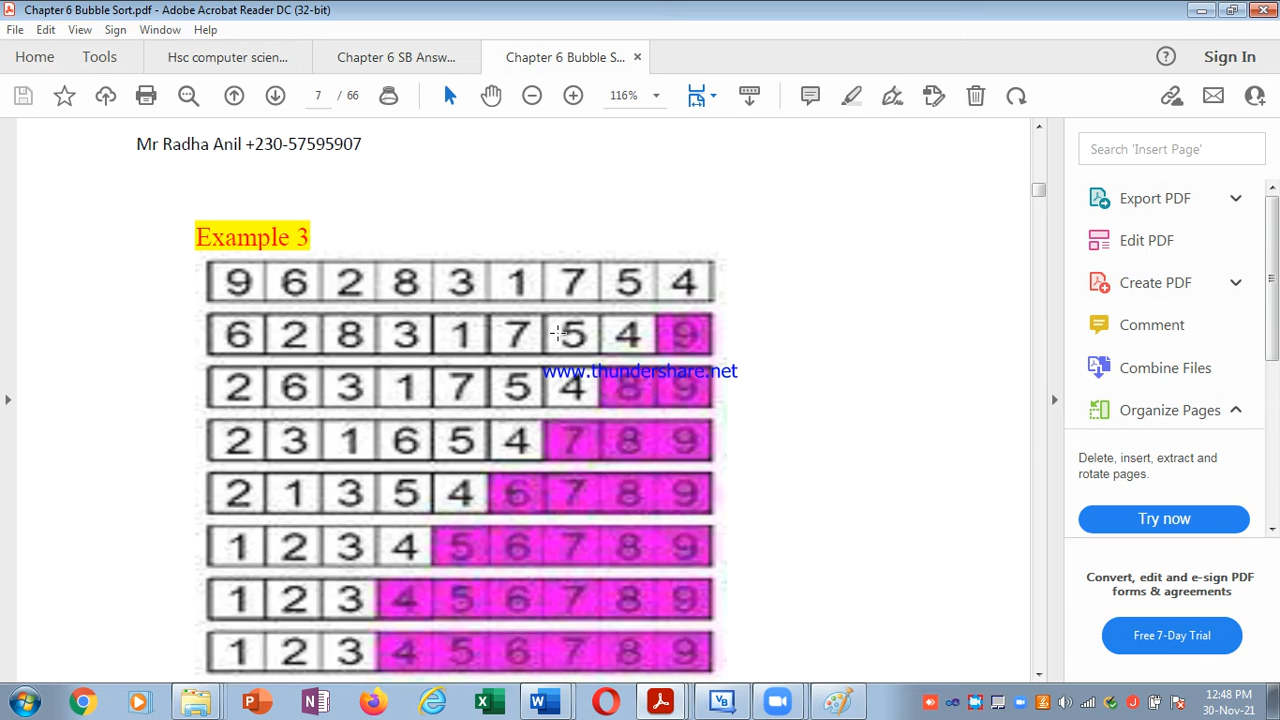 Chapter 6 Bubble Sort.pdf - Adobe Acrobat Reader DC (32-bit)
File Edit View Sign Window Help
Home Tools Hsc computer scien... Chapter 6 SB Answ... Chapter 6 Bubble S... × Sign In
7 / 66 116%
Mr Radha Anil +230-57595907
Search 'Insert Page'
Export PDF
Edit PDF
Create PDF
Comment
Combine Files
Organize Pages
Delete, insert, extract and
rotate pages.
Try now
Convert, edit and e-sign PDF
forms & agreements
Free 7-Day Trial
Example 3
9 6 2 8 3 1 7 5 4
6 2 8 3 1 7 5 4 9
www.thundershare.net
2 6 3 1 7 5 4 8 9
2 3 1 6 5 4 7 8 9
2 1 3 5 4 6 7 8 9
1 2 3 4 5 6 7 8 9
1 2 3 4 5 6 7 8 9
1 2 3 4 5 6 7 8 9
12:48 PM
30-Nov-21